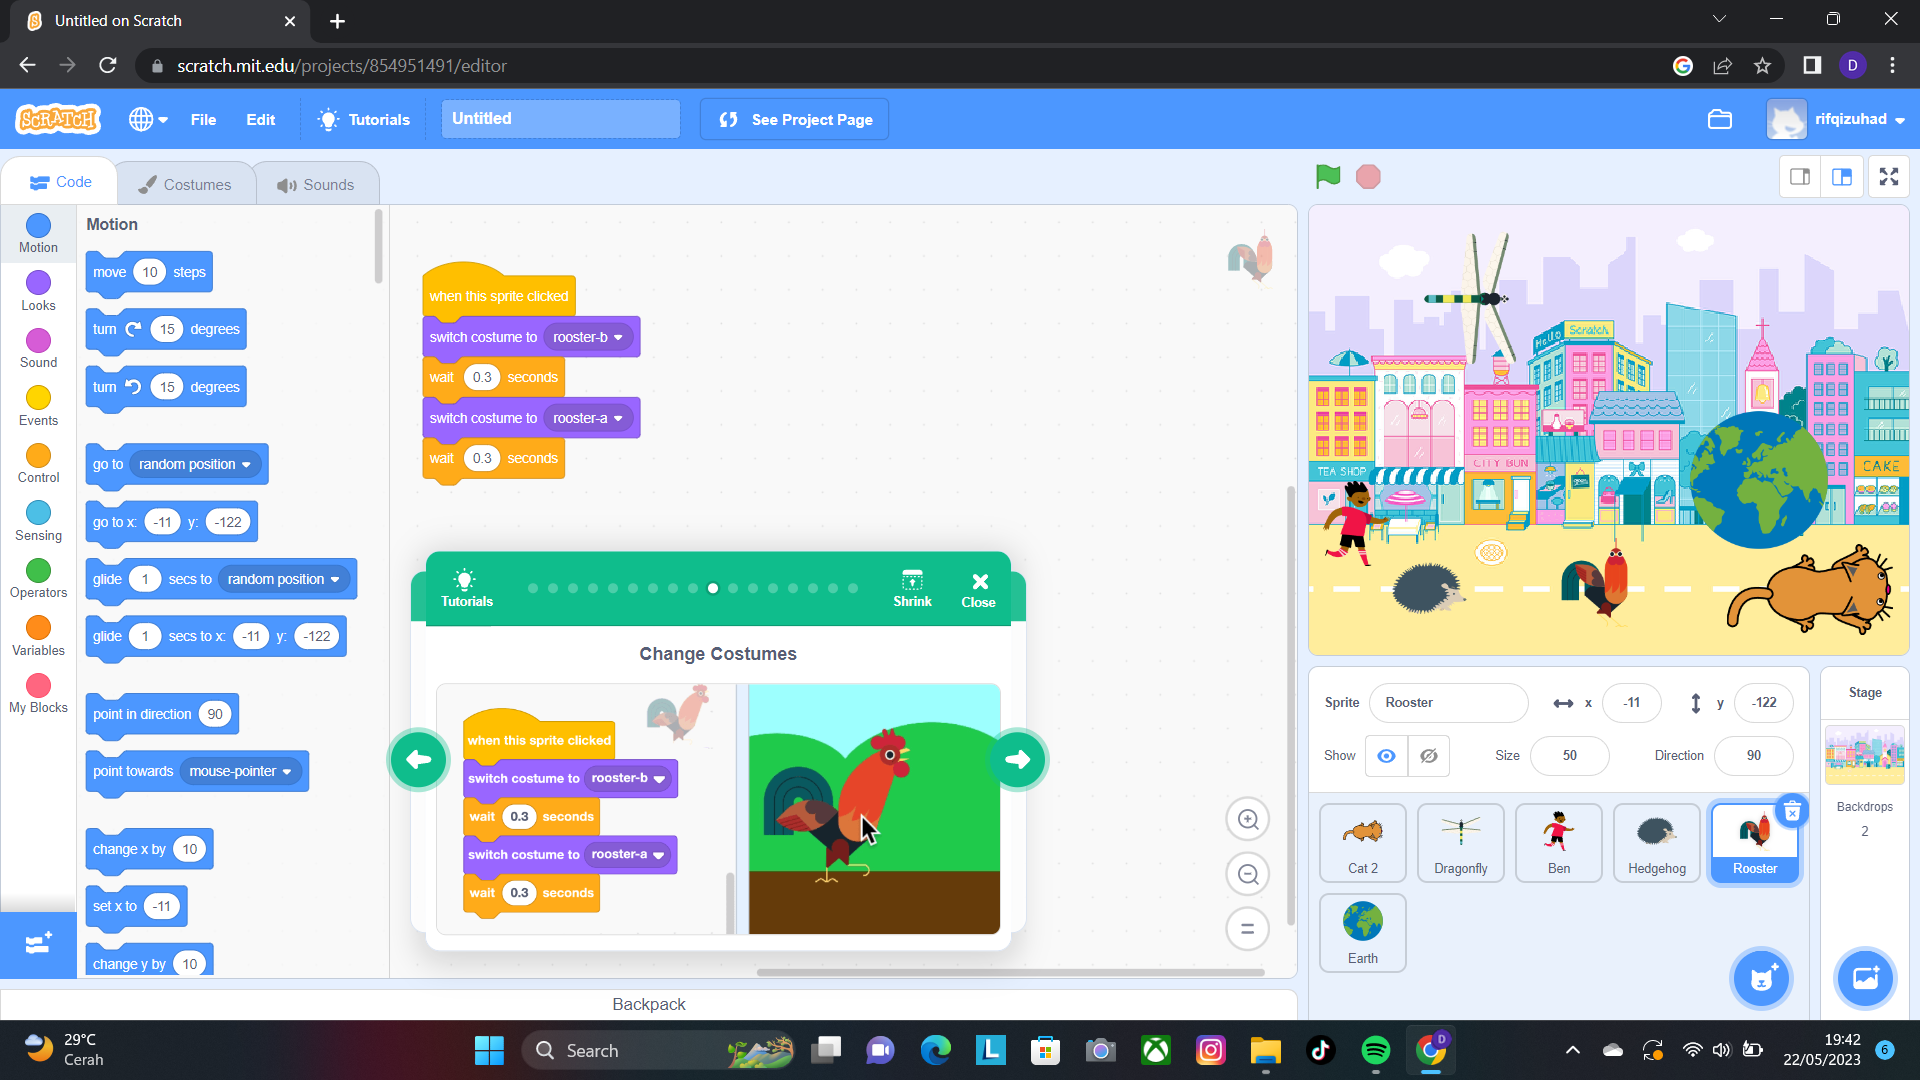 Untitled on Scratch
scratch.mit.edu/projects/854951491/editor
D
SCRATCH
File
Edit
Tutorials
Untitled
See Project Page
rifqizuhad
Code
Costumes
Sounds
Motion
Looks
Sound
Events
Control
Sensing
Operators
Variables
My Blocks
Motion
move 10 steps
turn 15 degrees
turn 15 degrees
go to random position
go to x: -11 y: -122
glide 1 secs to random position
glide 1 secs to x: -11 y: -122
point in direction 90
point towards mouse-pointer
change x by 10
set x to -11
change y by 10
when this sprite clicked
switch costume to rooster-b
wait 0.3 seconds
switch costume to rooster-a
wait 0.3 seconds
Tutorials
Shrink
Close
Change Costumes
when this sprite clicked
switch costume to rooster-b
wait 0.3 seconds
switch costume to rooster-a
wait 0.3 seconds
Backpack
Hello
Scratch
TEA SHOP
CITY BUN
CAKE
Sprite Rooster x -11 y -122
Show Size 50 Direction 90
Cat 2
Dragonfly
Ben
Hedgehog
Rooster
Earth
Stage
Backdrops
2
29°C
Cerah
Search
L
D
19:42
22/05/2023
6